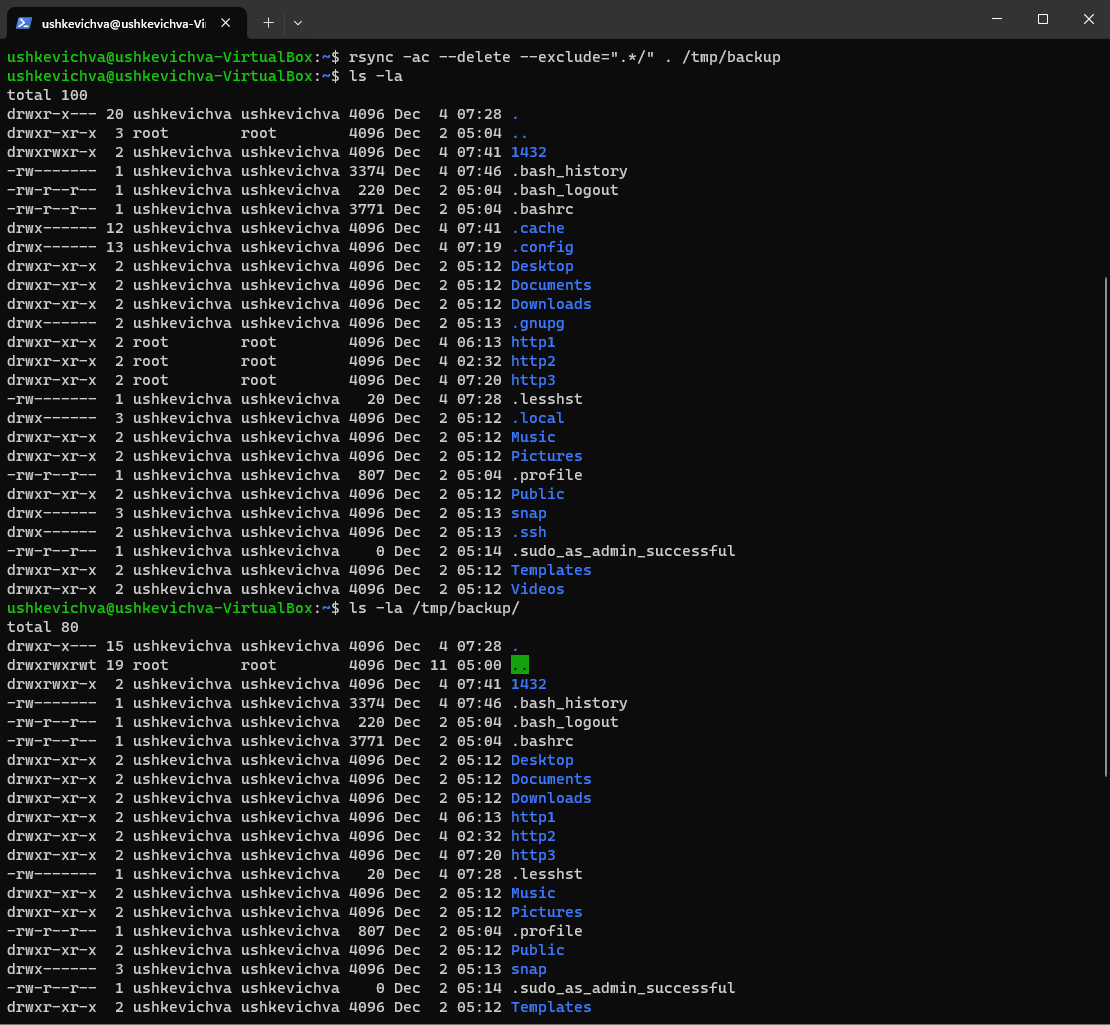 ushkevichva@ushkevichva-Vi
ushkevichva@ushkevichva-VirtualBox:~$ rsync -ac --delete --exclude=".*/" . /tmp/backup
ushkevichva@ushkevichva-VirtualBox:~$ ls -la
total 100
drwxr-x--- 20 ushkevichva ushkevichva 4096 Dec  4 07:28 .
drwxr-xr-x  3 root        root        4096 Dec  2 05:04 ..
drwxrwxr-x  2 ushkevichva ushkevichva 4096 Dec  4 07:41 1432
-rw-------  1 ushkevichva ushkevichva 3374 Dec  4 07:46 .bash_history
-rw-r--r--  1 ushkevichva ushkevichva  220 Dec  2 05:04 .bash_logout
-rw-r--r--  1 ushkevichva ushkevichva 3771 Dec  2 05:04 .bashrc
drwx------ 12 ushkevichva ushkevichva 4096 Dec  4 07:41 .cache
drwx------ 13 ushkevichva ushkevichva 4096 Dec  4 07:19 .config
drwxr-xr-x  2 ushkevichva ushkevichva 4096 Dec  2 05:12 Desktop
drwxr-xr-x  2 ushkevichva ushkevichva 4096 Dec  2 05:12 Documents
drwxr-xr-x  2 ushkevichva ushkevichva 4096 Dec  2 05:12 Downloads
drwx------  2 ushkevichva ushkevichva 4096 Dec  2 05:13 .gnupg
drwxr-xr-x  2 root        root        4096 Dec  4 06:13 http1
drwxr-xr-x  2 root        root        4096 Dec  4 02:32 http2
drwxr-xr-x  2 root        root        4096 Dec  4 07:20 http3
-rw-------  1 ushkevichva ushkevichva   20 Dec  4 07:28 .lesshst
drwx------  3 ushkevichva ushkevichva 4096 Dec  2 05:12 .local
drwxr-xr-x  2 ushkevichva ushkevichva 4096 Dec  2 05:12 Music
drwxr-xr-x  2 ushkevichva ushkevichva 4096 Dec  2 05:12 Pictures
-rw-r--r--  1 ushkevichva ushkevichva  807 Dec  2 05:04 .profile
drwxr-xr-x  2 ushkevichva ushkevichva 4096 Dec  2 05:12 Public
drwx------  3 ushkevichva ushkevichva 4096 Dec  2 05:13 snap
drwx------  2 ushkevichva ushkevichva 4096 Dec  2 05:13 .ssh
-rw-r--r--  1 ushkevichva ushkevichva    0 Dec  2 05:14 .sudo_as_admin_successful
drwxr-xr-x  2 ushkevichva ushkevichva 4096 Dec  2 05:12 Templates
drwxr-xr-x  2 ushkevichva ushkevichva 4096 Dec  2 05:12 Videos
ushkevichva@ushkevichva-VirtualBox:~$ ls -la /tmp/backup/
total 80
drwxr-x--- 15 ushkevichva ushkevichva 4096 Dec  4 07:28 .
drwxrwxrwt 19 root        root        4096 Dec 11 05:00 ..
drwxrwxr-x  2 ushkevichva ushkevichva 4096 Dec  4 07:41 1432
-rw-------  1 ushkevichva ushkevichva 3374 Dec  4 07:46 .bash_history
-rw-r--r--  1 ushkevichva ushkevichva  220 Dec  2 05:04 .bash_logout
-rw-r--r--  1 ushkevichva ushkevichva 3771 Dec  2 05:04 .bashrc
drwxr-xr-x  2 ushkevichva ushkevichva 4096 Dec  2 05:12 Desktop
drwxr-xr-x  2 ushkevichva ushkevichva 4096 Dec  2 05:12 Documents
drwxr-xr-x  2 ushkevichva ushkevichva 4096 Dec  2 05:12 Downloads
drwxr-xr-x  2 ushkevichva ushkevichva 4096 Dec  4 06:13 http1
drwxr-xr-x  2 ushkevichva ushkevichva 4096 Dec  4 02:32 http2
drwxr-xr-x  2 ushkevichva ushkevichva 4096 Dec  4 07:20 http3
-rw-------  1 ushkevichva ushkevichva   20 Dec  4 07:28 .lesshst
drwxr-xr-x  2 ushkevichva ushkevichva 4096 Dec  2 05:12 Music
drwxr-xr-x  2 ushkevichva ushkevichva 4096 Dec  2 05:12 Pictures
-rw-r--r--  1 ushkevichva ushkevichva  807 Dec  2 05:04 .profile
drwxr-xr-x  2 ushkevichva ushkevichva 4096 Dec  2 05:12 Public
drwx------  3 ushkevichva ushkevichva 4096 Dec  2 05:13 snap
-rw-r--r--  1 ushkevichva ushkevichva    0 Dec  2 05:14 .sudo_as_admin_successful
drwxr-xr-x  2 ushkevichva ushkevichva 4096 Dec  2 05:12 Templates